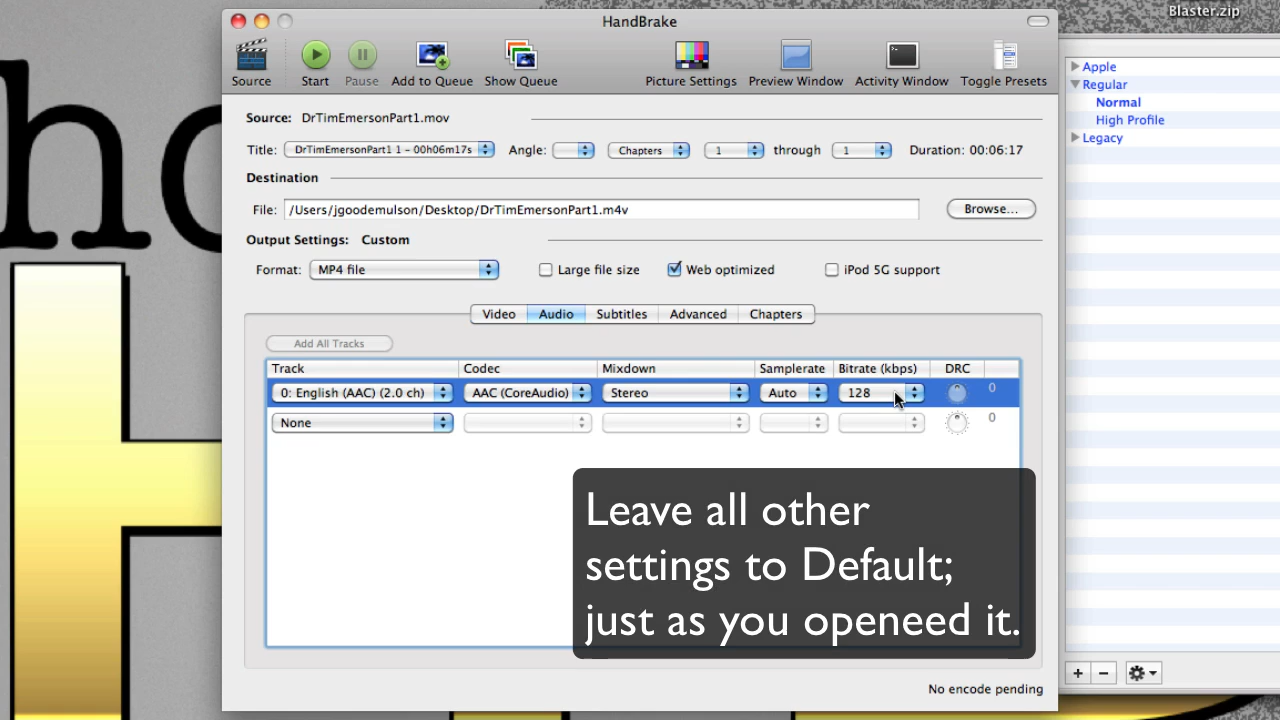 Blaster.zip
HandBrake
Source Start Pause Add to Queue Show Queue Picture Settings Preview Window Activity Window Toggle Presets
Source: DrTimEmersonPart1.mov
Title: DrTimEmersonPart1 1 - 00h06m17s Angle: Chapters 1 through 1 Duration: 00:06:17
Destination
File: /Users/jgoodemulson/Desktop/DrTimEmersonPart1.m4v Browse...
Output Settings: Custom
Format: MP4 file Large file size Web optimized iPod 5G support
Video Audio Subtitles Advanced Chapters
Add All Tracks
Track Codec Mixdown Samplerate Bitrate (kbps) DRC
0: English (AAC) (2.0 ch) AAC (CoreAudio) Stereo Auto 128 0
None 0
Leave all other
settings to Default;
just as you openeed it.
No encode pending
Apple
Regular
Normal
High Profile
Legacy
ho